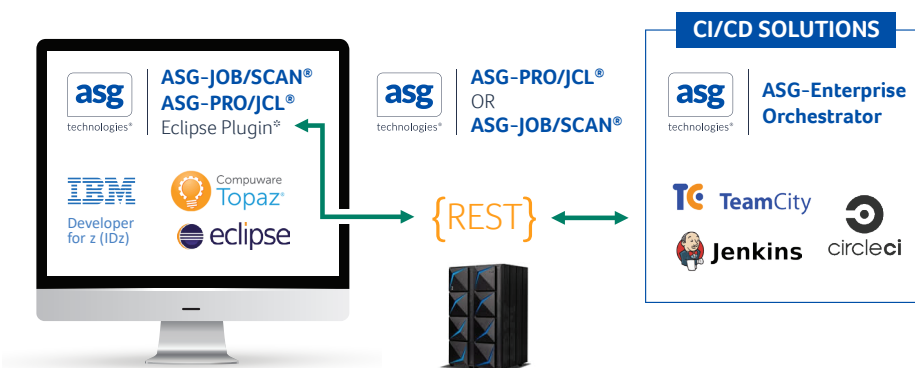 asg
technologies®
ASG-JOB/SCAN®
ASG-PRO/JCL®
Eclipse Plugin*
IBM
Developer
for z (IDz)
Compuware
Topaz®
eclipse
asg
technologies®
ASG-PRO/JCL®
OR
ASG-JOB/SCAN®
{REST}
CI/CD SOLUTIONS
asg
technologies®
ASG-Enterprise
Orchestrator
TC TeamCity
Jenkins
circleci